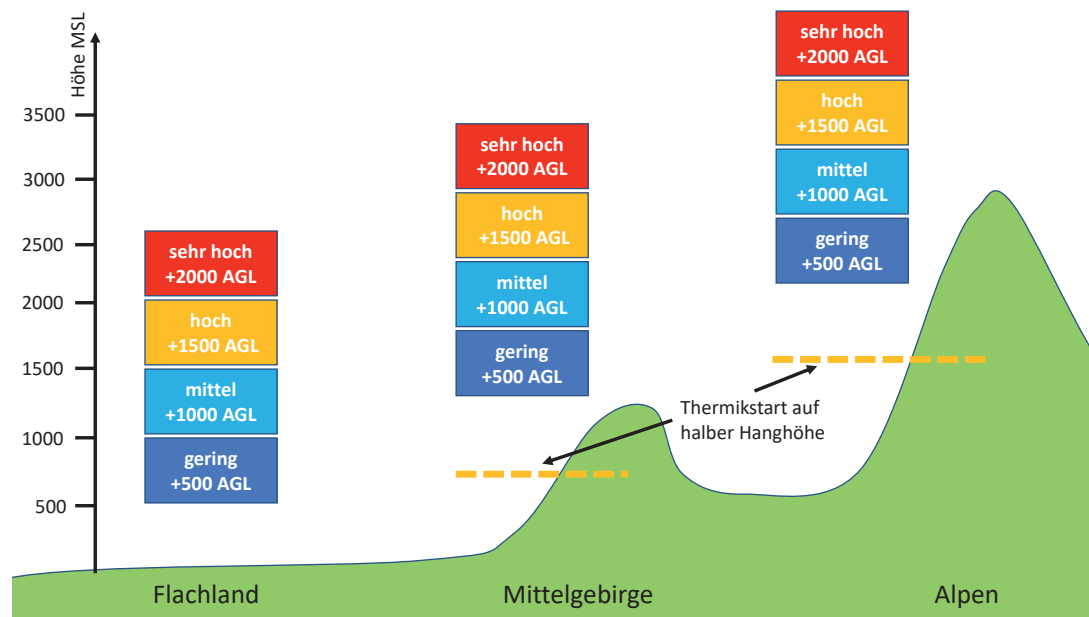 Höhe MSL
3500
3000
2500
2000
1500
1000
500
sehr hoch
+2000 AGL
hoch
+1500 AGL
mittel
+1000 AGL
gering
+500 AGL
sehr hoch
+2000 AGL
hoch
+1500 AGL
mittel
+1000 AGL
gering
+500 AGL
sehr hoch
+2000 AGL
hoch
+1500 AGL
mittel
+1000 AGL
gering
+500 AGL
Thermikstart auf
halber Hanghöhe
Flachland
Mittelgebirge
Alpen